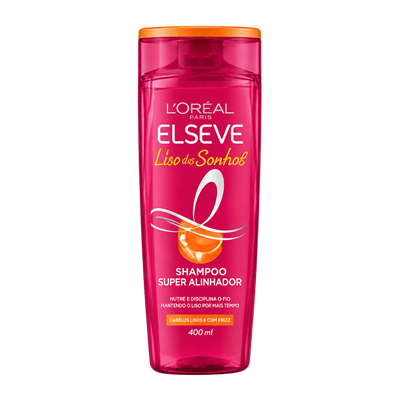 L'ORÉAL
PARIS
ELSEVE
Liso dos Sonhos
SHAMPOO
SUPER ALINHADOR
NUTRE E DISCIPLINA O FIO
MANTENDO O LISO POR MAIS TEMPO
CABELOS LISOS E COM FRIZZ
400 ml